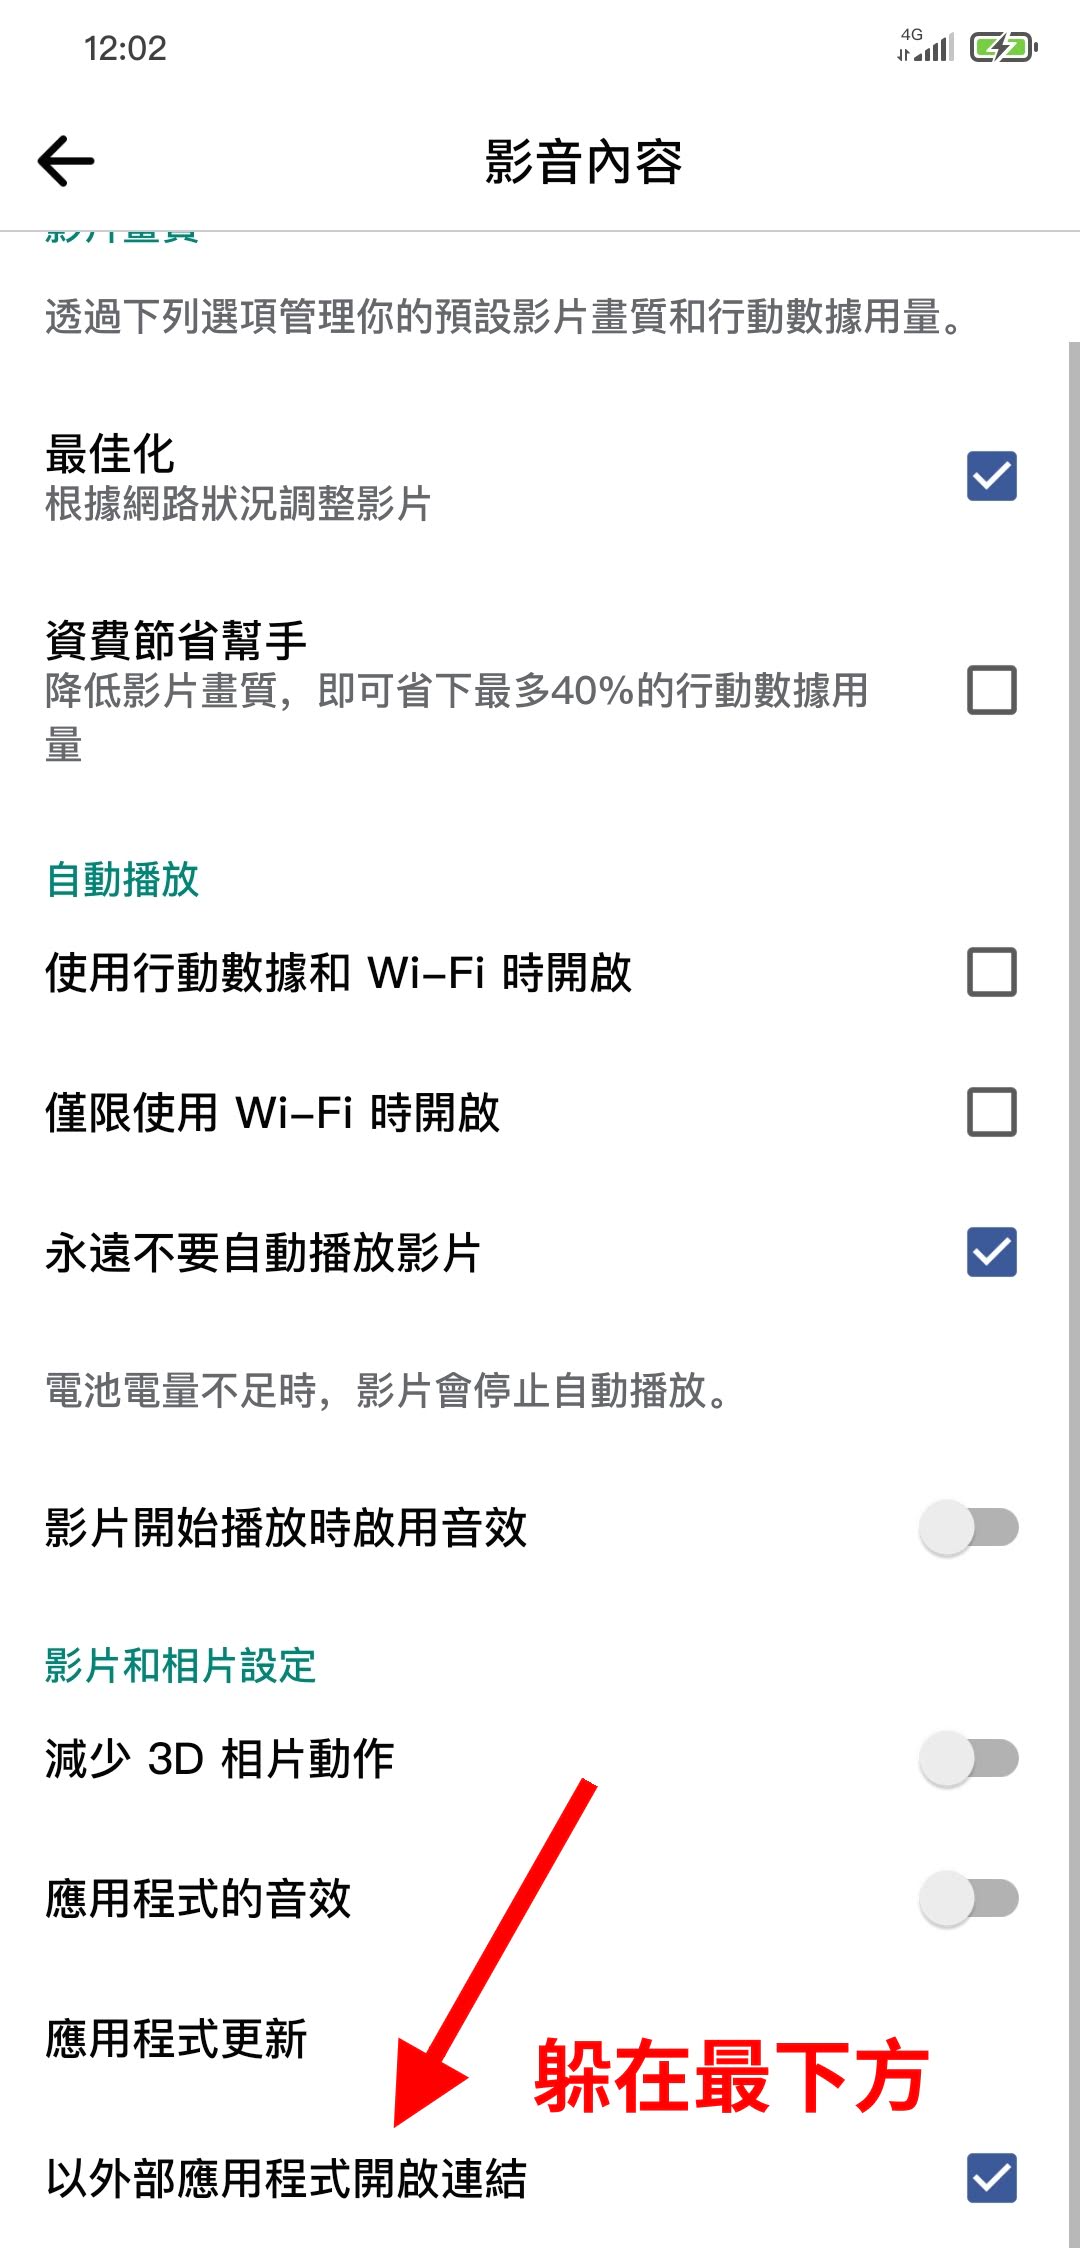 12:02
4G
影音內容
影片畫質
透過下列選項管理你的預設影片畫質和行動數據用量。
最佳化
根據網路狀況調整影片
資費節省幫手
降低影片畫質，即可省下最多40%的行動數據用
量
自動播放
使用行動數據和 Wi-Fi 時開啟
僅限使用 Wi-Fi 時開啟
永遠不要自動播放影片
電池電量不足時，影片會停止自動播放。
影片開始播放時啟用音效
影片和相片設定
減少 3D 相片動作
應用程式的音效
應用程式更新
躲在最下方
以外部應用程式開啟連結